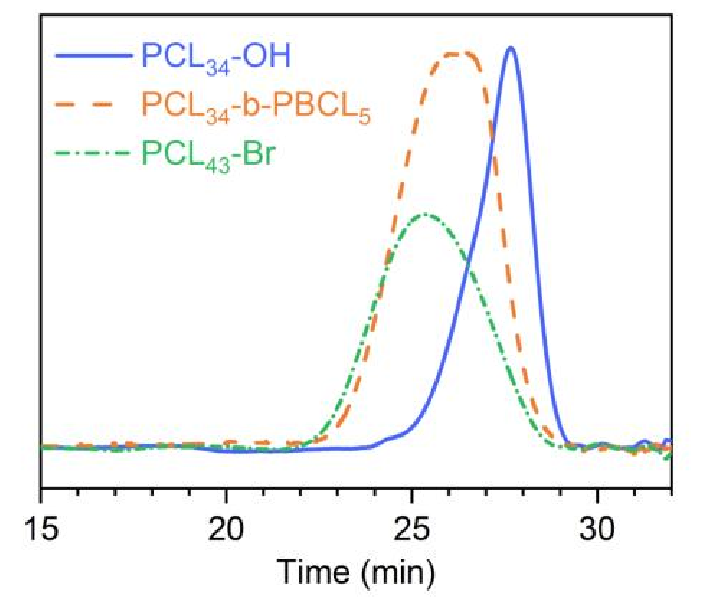 PCL₃₄-OH
PCL₃₄-b-PBCL₅
PCL₄₃-Br
15 20 25 30
Time (min)